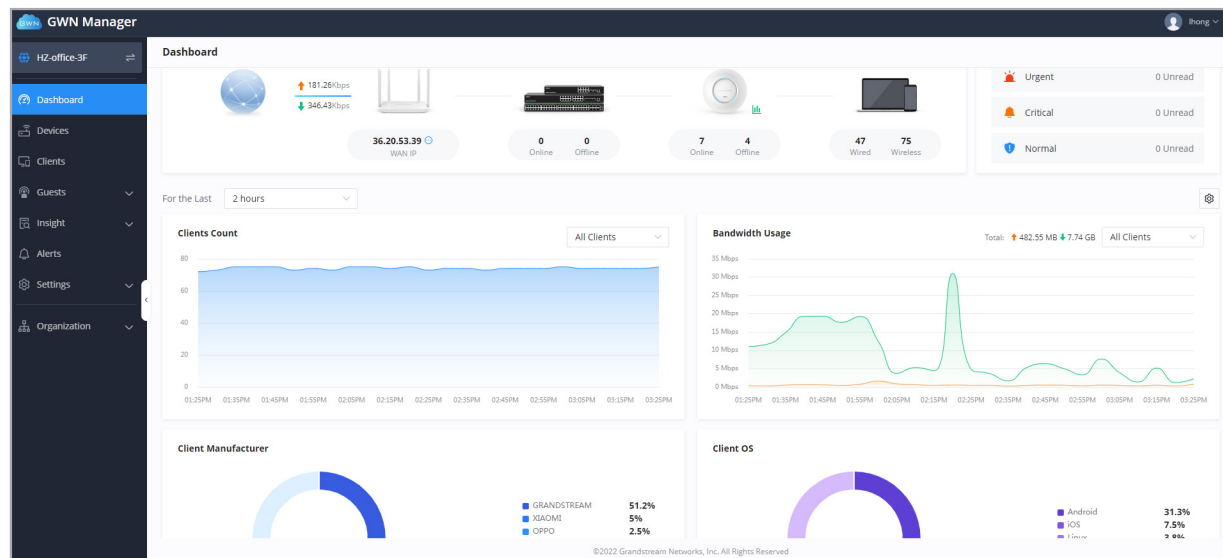 GWN GWN Manager
lhong
HZ-office-3F
Dashboard
Dashboard
Devices
Clients
Guests
Insight
Alerts
Settings
Organization
181.26Kbps
346.43Kbps
36.20.53.39
WAN IP
0 0
Online Offline
7 4
Online Offline
47 75
Wired Wireless
Urgent 0 Unread
Critical 0 Unread
Normal 0 Unread
For the Last 2 hours
Clients Count All Clients
80
60
40
20
0
01:25PM 01:35PM 01:45PM 01:55PM 02:05PM 02:15PM 02:25PM 02:35PM 02:45PM 02:55PM 03:05PM 03:15PM 03:25PM
Bandwidth Usage Total: 482.55 MB 7.74 GB All Clients
35 Mbps
30 Mbps
25 Mbps
20 Mbps
15 Mbps
10 Mbps
5 Mbps
0 Mbps
01:25PM 01:35PM 01:45PM 01:55PM 02:05PM 02:15PM 02:25PM 02:35PM 02:45PM 02:55PM 03:05PM 03:15PM 03:25PM
Client Manufacturer
GRANDSTREAM 51.2%
XIAOMI 5%
OPPO 2.5%
Client OS
Android 31.3%
iOS 7.5%
Linux 3.8%
©2022 Grandstream Networks, Inc. All Rights Reserved